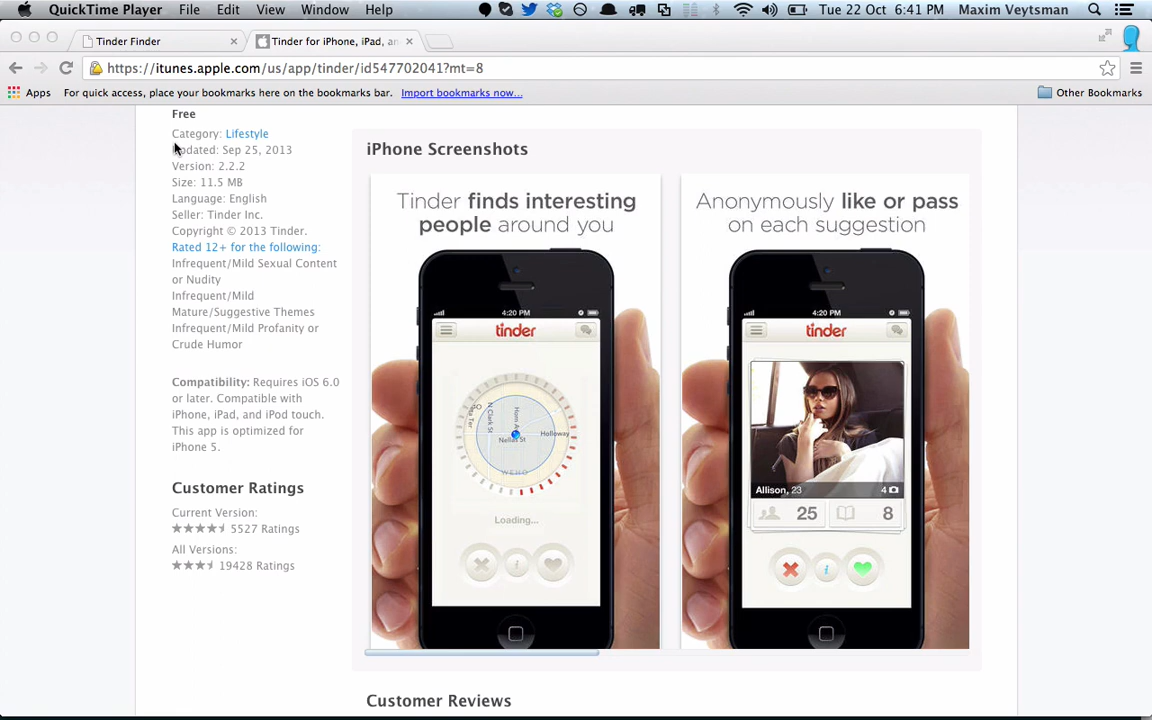 QuickTime Player File Edit View Window Help Tue 22 Oct 6:41 PM Maxim Veytsman
Tinder Finder
Tinder for iPhone, iPad, an
https://itunes.apple.com/us/app/tinder/id547702041?mt=8
Apps For quick access, place your bookmarks here on the bookmarks bar. Import bookmarks now... Other Bookmarks
Free
Category: Lifestyle
Updated: Sep 25, 2013
Version: 2.2.2
Size: 11.5 MB
Language: English
Seller: Tinder Inc.
Copyright © 2013 Tinder.
Rated 12+ for the following:
Infrequent/Mild Sexual Content
or Nudity
Infrequent/Mild
Mature/Suggestive Themes
Infrequent/Mild Profanity or
Crude Humor
Compatibility: Requires iOS 6.0
or later. Compatible with
iPhone, iPad, and iPod touch.
This app is optimized for
iPhone 5.
Customer Ratings
Current Version:
5527 Ratings
All Versions:
19428 Ratings
iPhone Screenshots
Tinder finds interesting
people around you
4:20 PM
tinder
N Clark St
Horn A
Holloway
Nellas St
WEHO
Loading...
Anonymously like or pass
on each suggestion
4:20 PM
tinder
Allison, 23 4
25 8
Customer Reviews